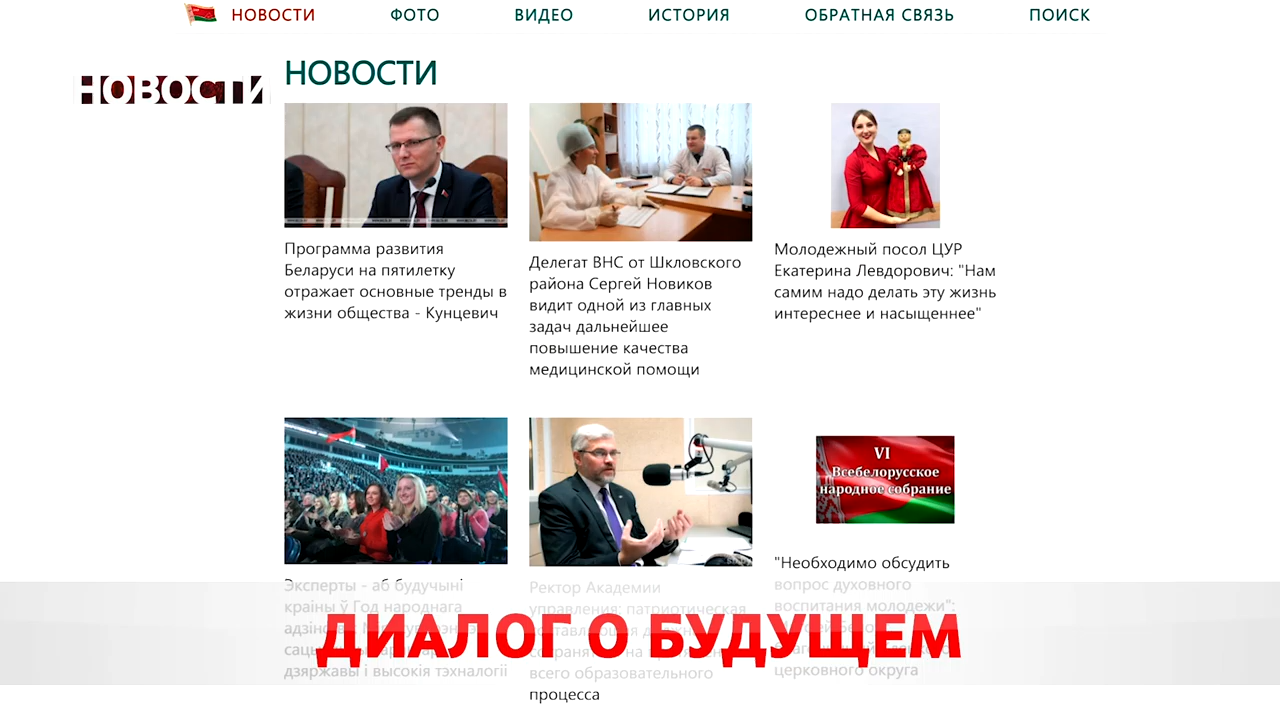 НОВОСТИ ФОТО ВИДЕО ИСТОРИЯ ОБРАТНАЯ СВЯЗЬ ПОИСК
НОВОСТИ
НОВОСТИ
Программа развития
Беларуси на пятилетку
отражает основные тренды в
жизни общества - Кунцевич
Делегат ВНС от Шкловского
района Сергей Новиков
видит одной из главных
задач дальнейшее
повышение качества
медицинской помощи
Молодежный посол ЦУР
Екатерина Левдорович: "Нам
самим надо делать эту жизнь
интереснее и насыщеннее"
VI
Всебелорусское
народное собрание
Эксперты - аб будучыні
краіны ў Год народнага
дзяржавы і высокія тэхналогіі
Ректор Академии
управления: патриотическая
всего образовательного
процесса
"Необходимо обсудить
вопрос духовного
воспитания молодежи":
церковного округа
ДИАЛОГ О БУДУЩЕМ